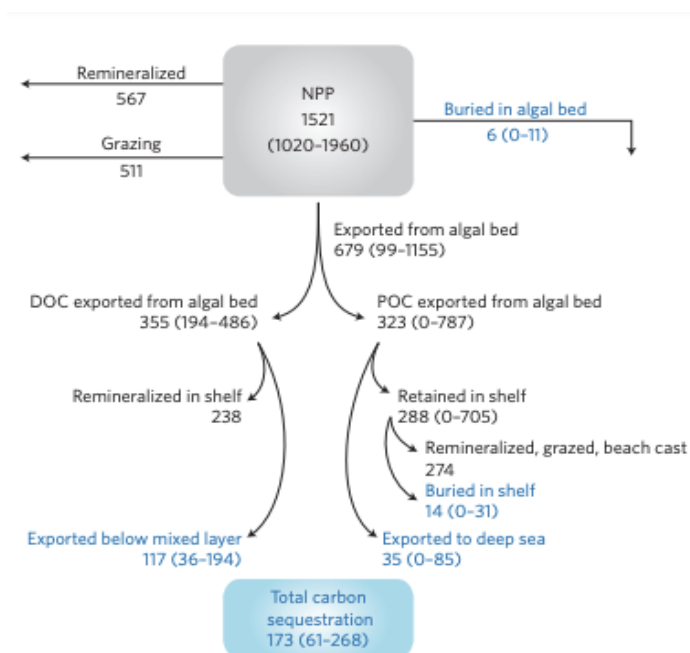 Remineralized
567
NPP
1521
(1020–1960)
Grazing
511
Buried in algal bed
6 (0–11)
Exported from algal bed
679 (99–1155)
DOC exported from algal bed
355 (194–486)
POC exported from algal bed
323 (0–787)
Remineralized in shelf
238
Retained in shelf
288 (0–705)
Remineralized, grazed, beach cast
274
Buried in shelf
14 (0–31)
Exported below mixed layer
117 (36–194)
Exported to deep sea
35 (0–85)
Total carbon
sequestration
173 (61–268)